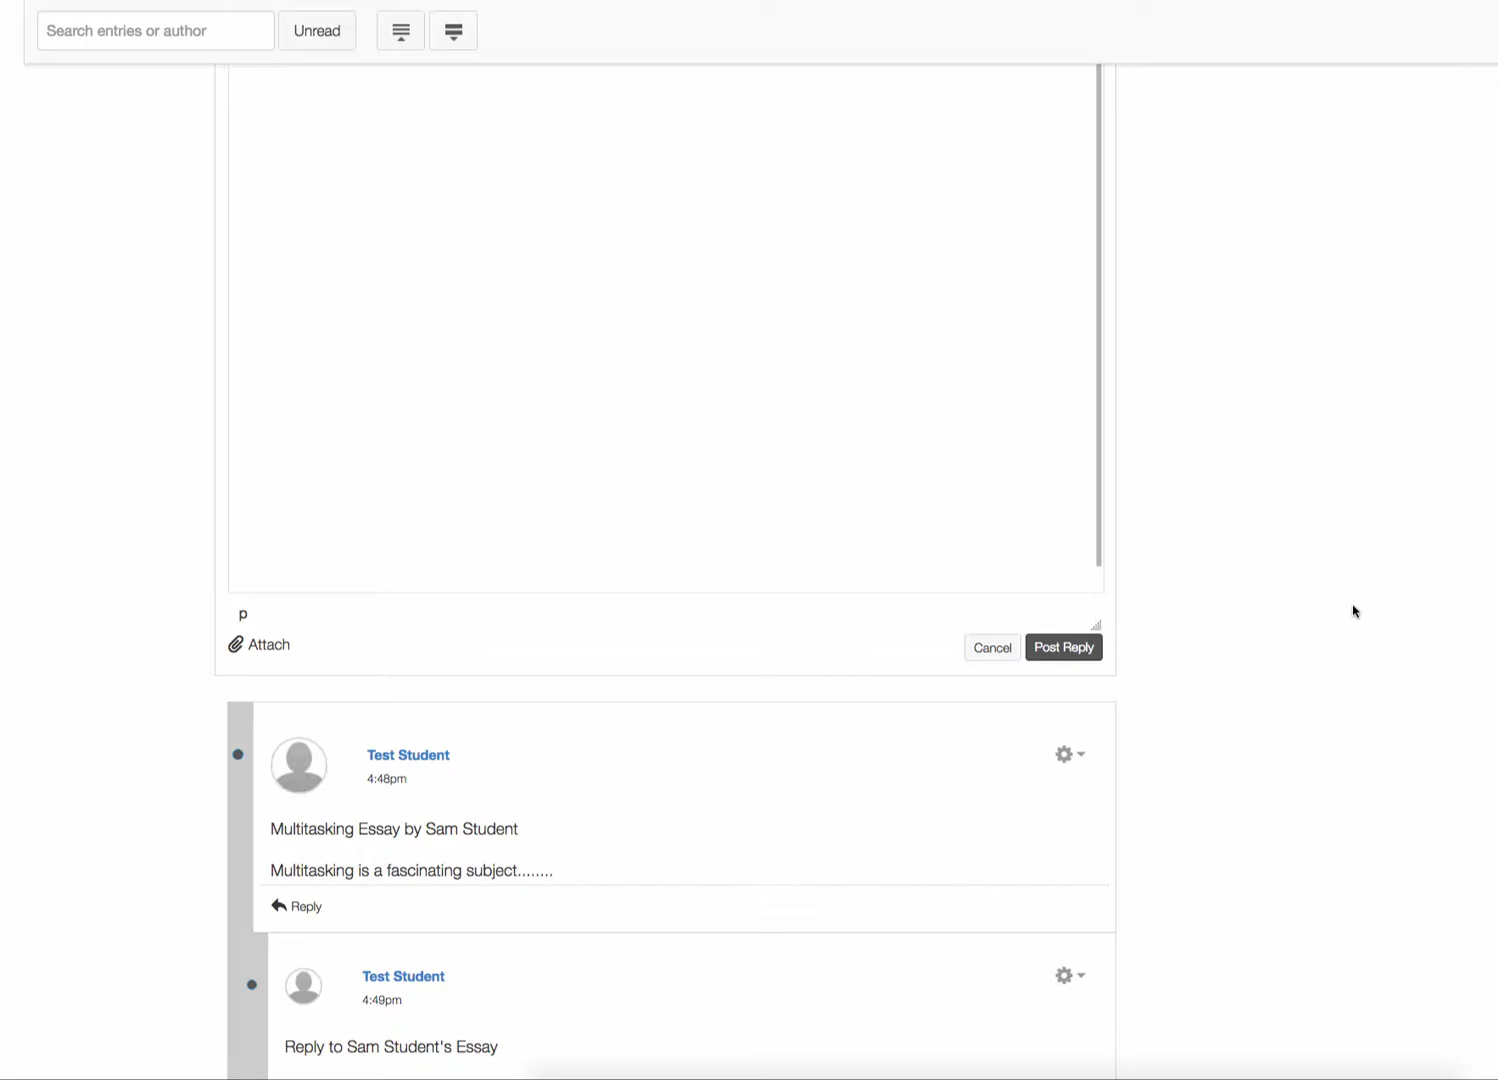 Search entries or author
Unread
p
Attach
Cancel
Post Reply
Test Student
4:48pm
Multitasking Essay by Sam Student
Multitasking is a fascinating subject........
Reply
Test Student
4:49pm
Reply to Sam Student's Essay